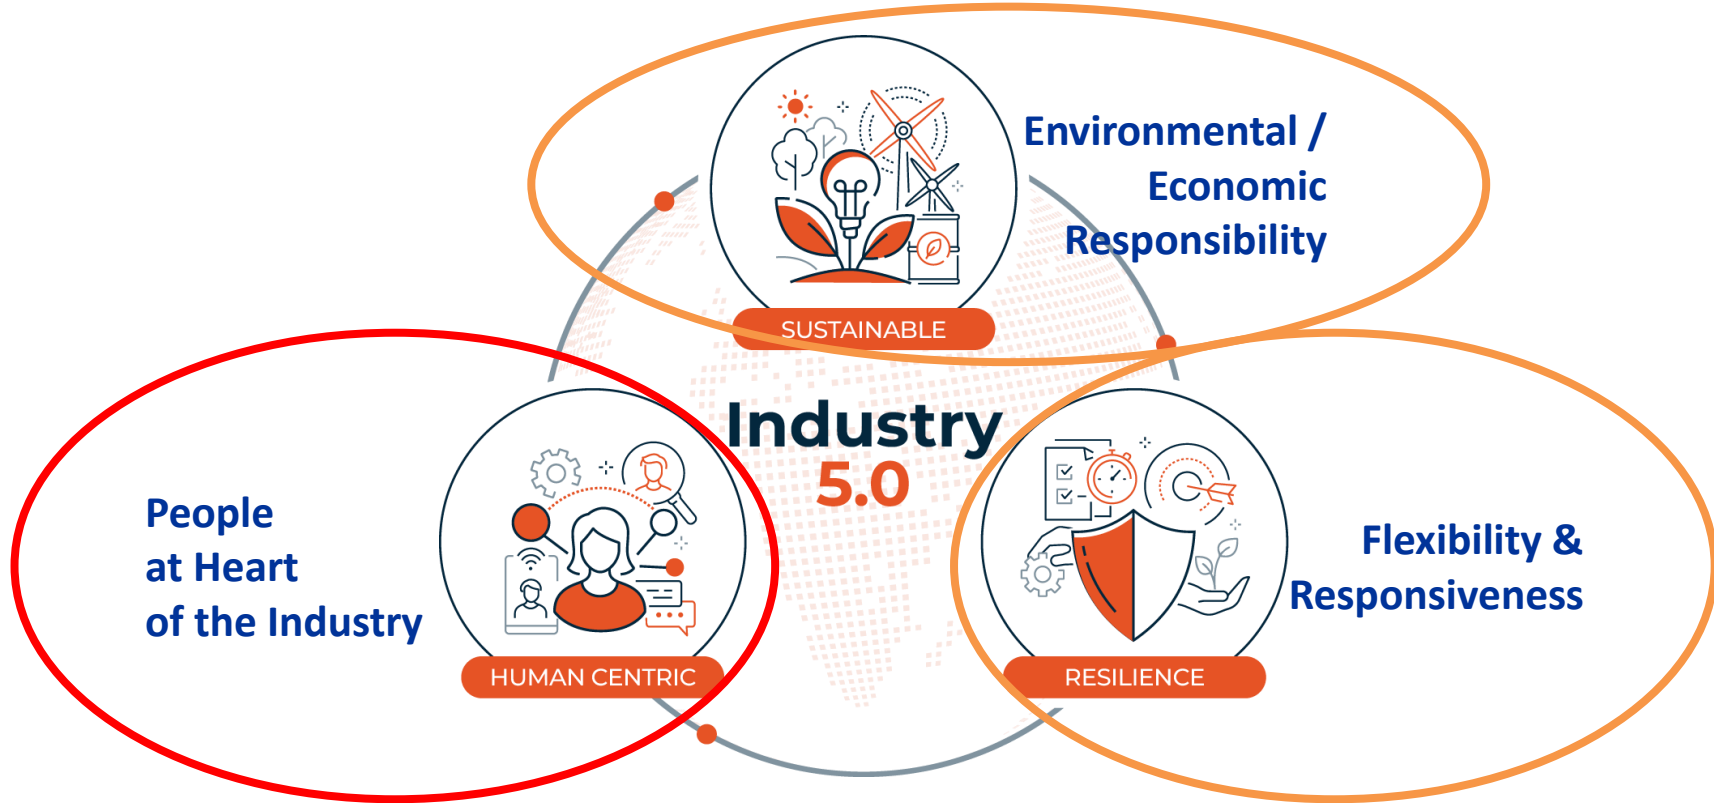 Environmental /
Economic
Responsibility
SUSTAINABLE
Industry
5.0
People
at Heart
of the Industry
HUMAN CENTRIC
Flexibility &
Responsiveness
RESILIENCE